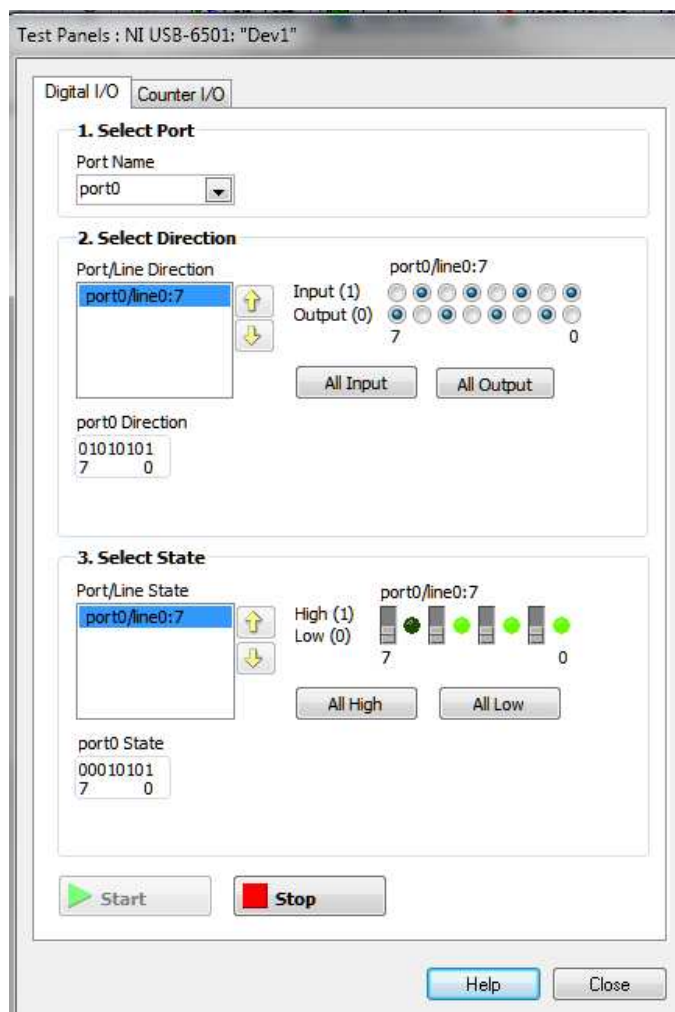 Test Panels : NI USB-6501: "Dev1"
Digital I/O Counter I/O
1. Select Port
Port Name
port0
2. Select Direction
Port/Line Direction
port0/line0:7
port0/line0:7
Input (1)
Output (0)
7 0
All Input All Output
port0 Direction
01010101
7 0
3. Select State
Port/Line State
port0/line0:7
port0/line0:7
High (1)
Low (0)
7 0
All High All Low
port0 State
00010101
7 0
Start Stop
Help Close